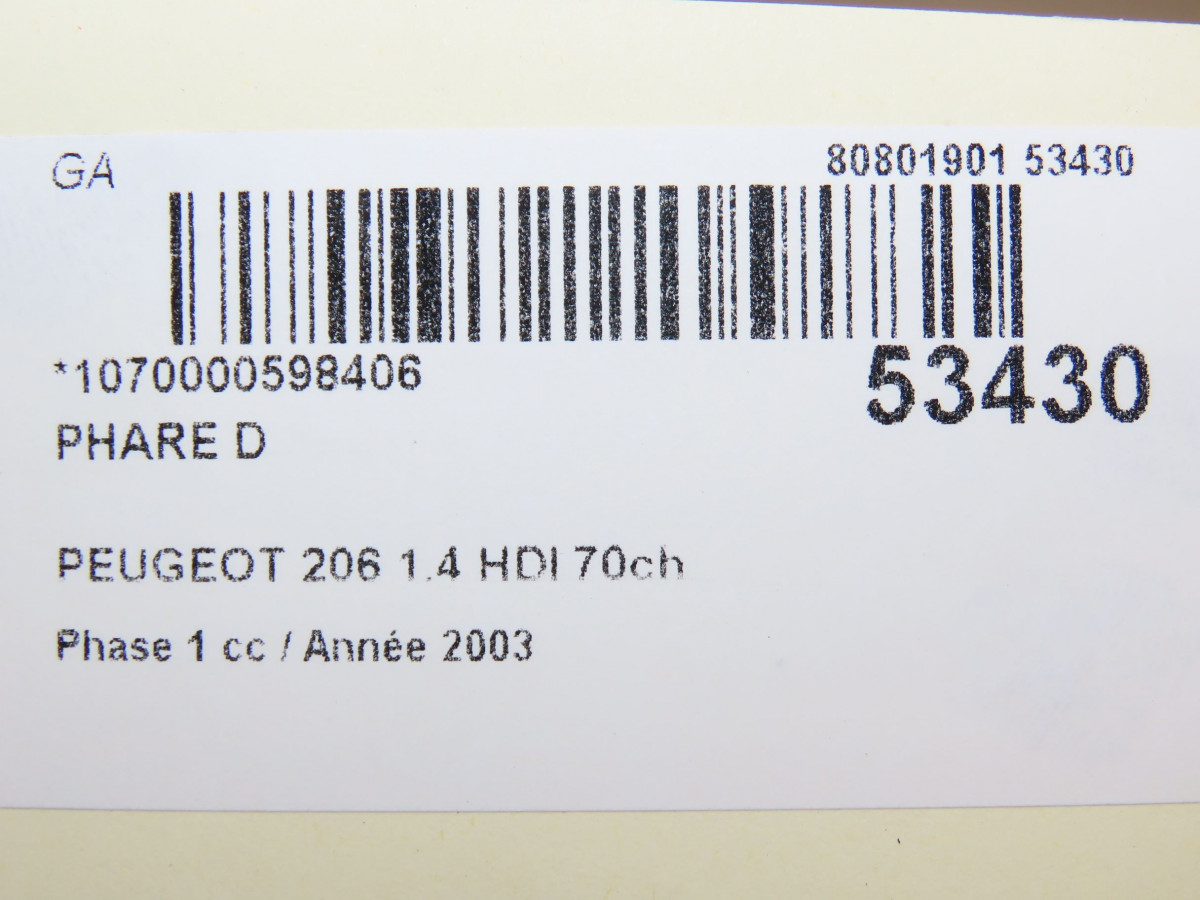 GA
80801901 53430
*1070000598406
53430
PHARE D
PEUGEOT 206 1.4 HDI 70ch
Phase 1 cc / Année 2003